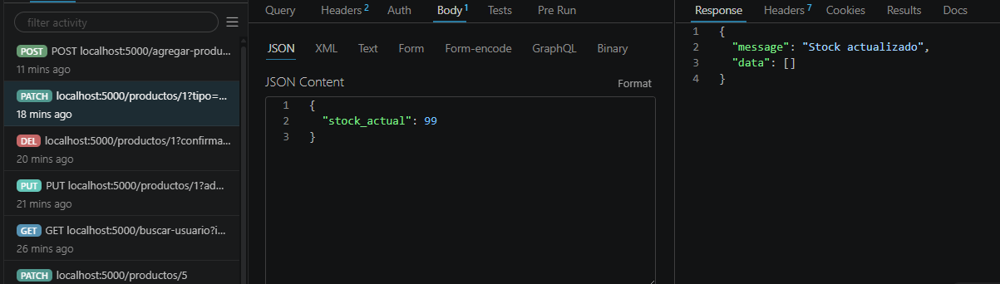 filter activity
POST POST localhost:5000/agregar-produ...
11 mins ago
PATCH localhost:5000/productos/1?tipo=...
18 mins ago
DEL localhost:5000/productos/1?confirma...
20 mins ago
PUT PUT localhost:5000/productos/1?ad...
21 mins ago
GET GET localhost:5000/buscar-usuario?i...
26 mins ago
PATCH localhost:5000/productos/5
Query Headers 2 Auth Body 1 Tests Pre Run
JSON XML Text Form Form-encode GraphQL Binary
JSON Content Format
1 {
2 "stock_actual": 99
3 }
Response Headers 7 Cookies Results Docs
1 {
2 "message": "Stock actualizado",
3 "data": []
4 }